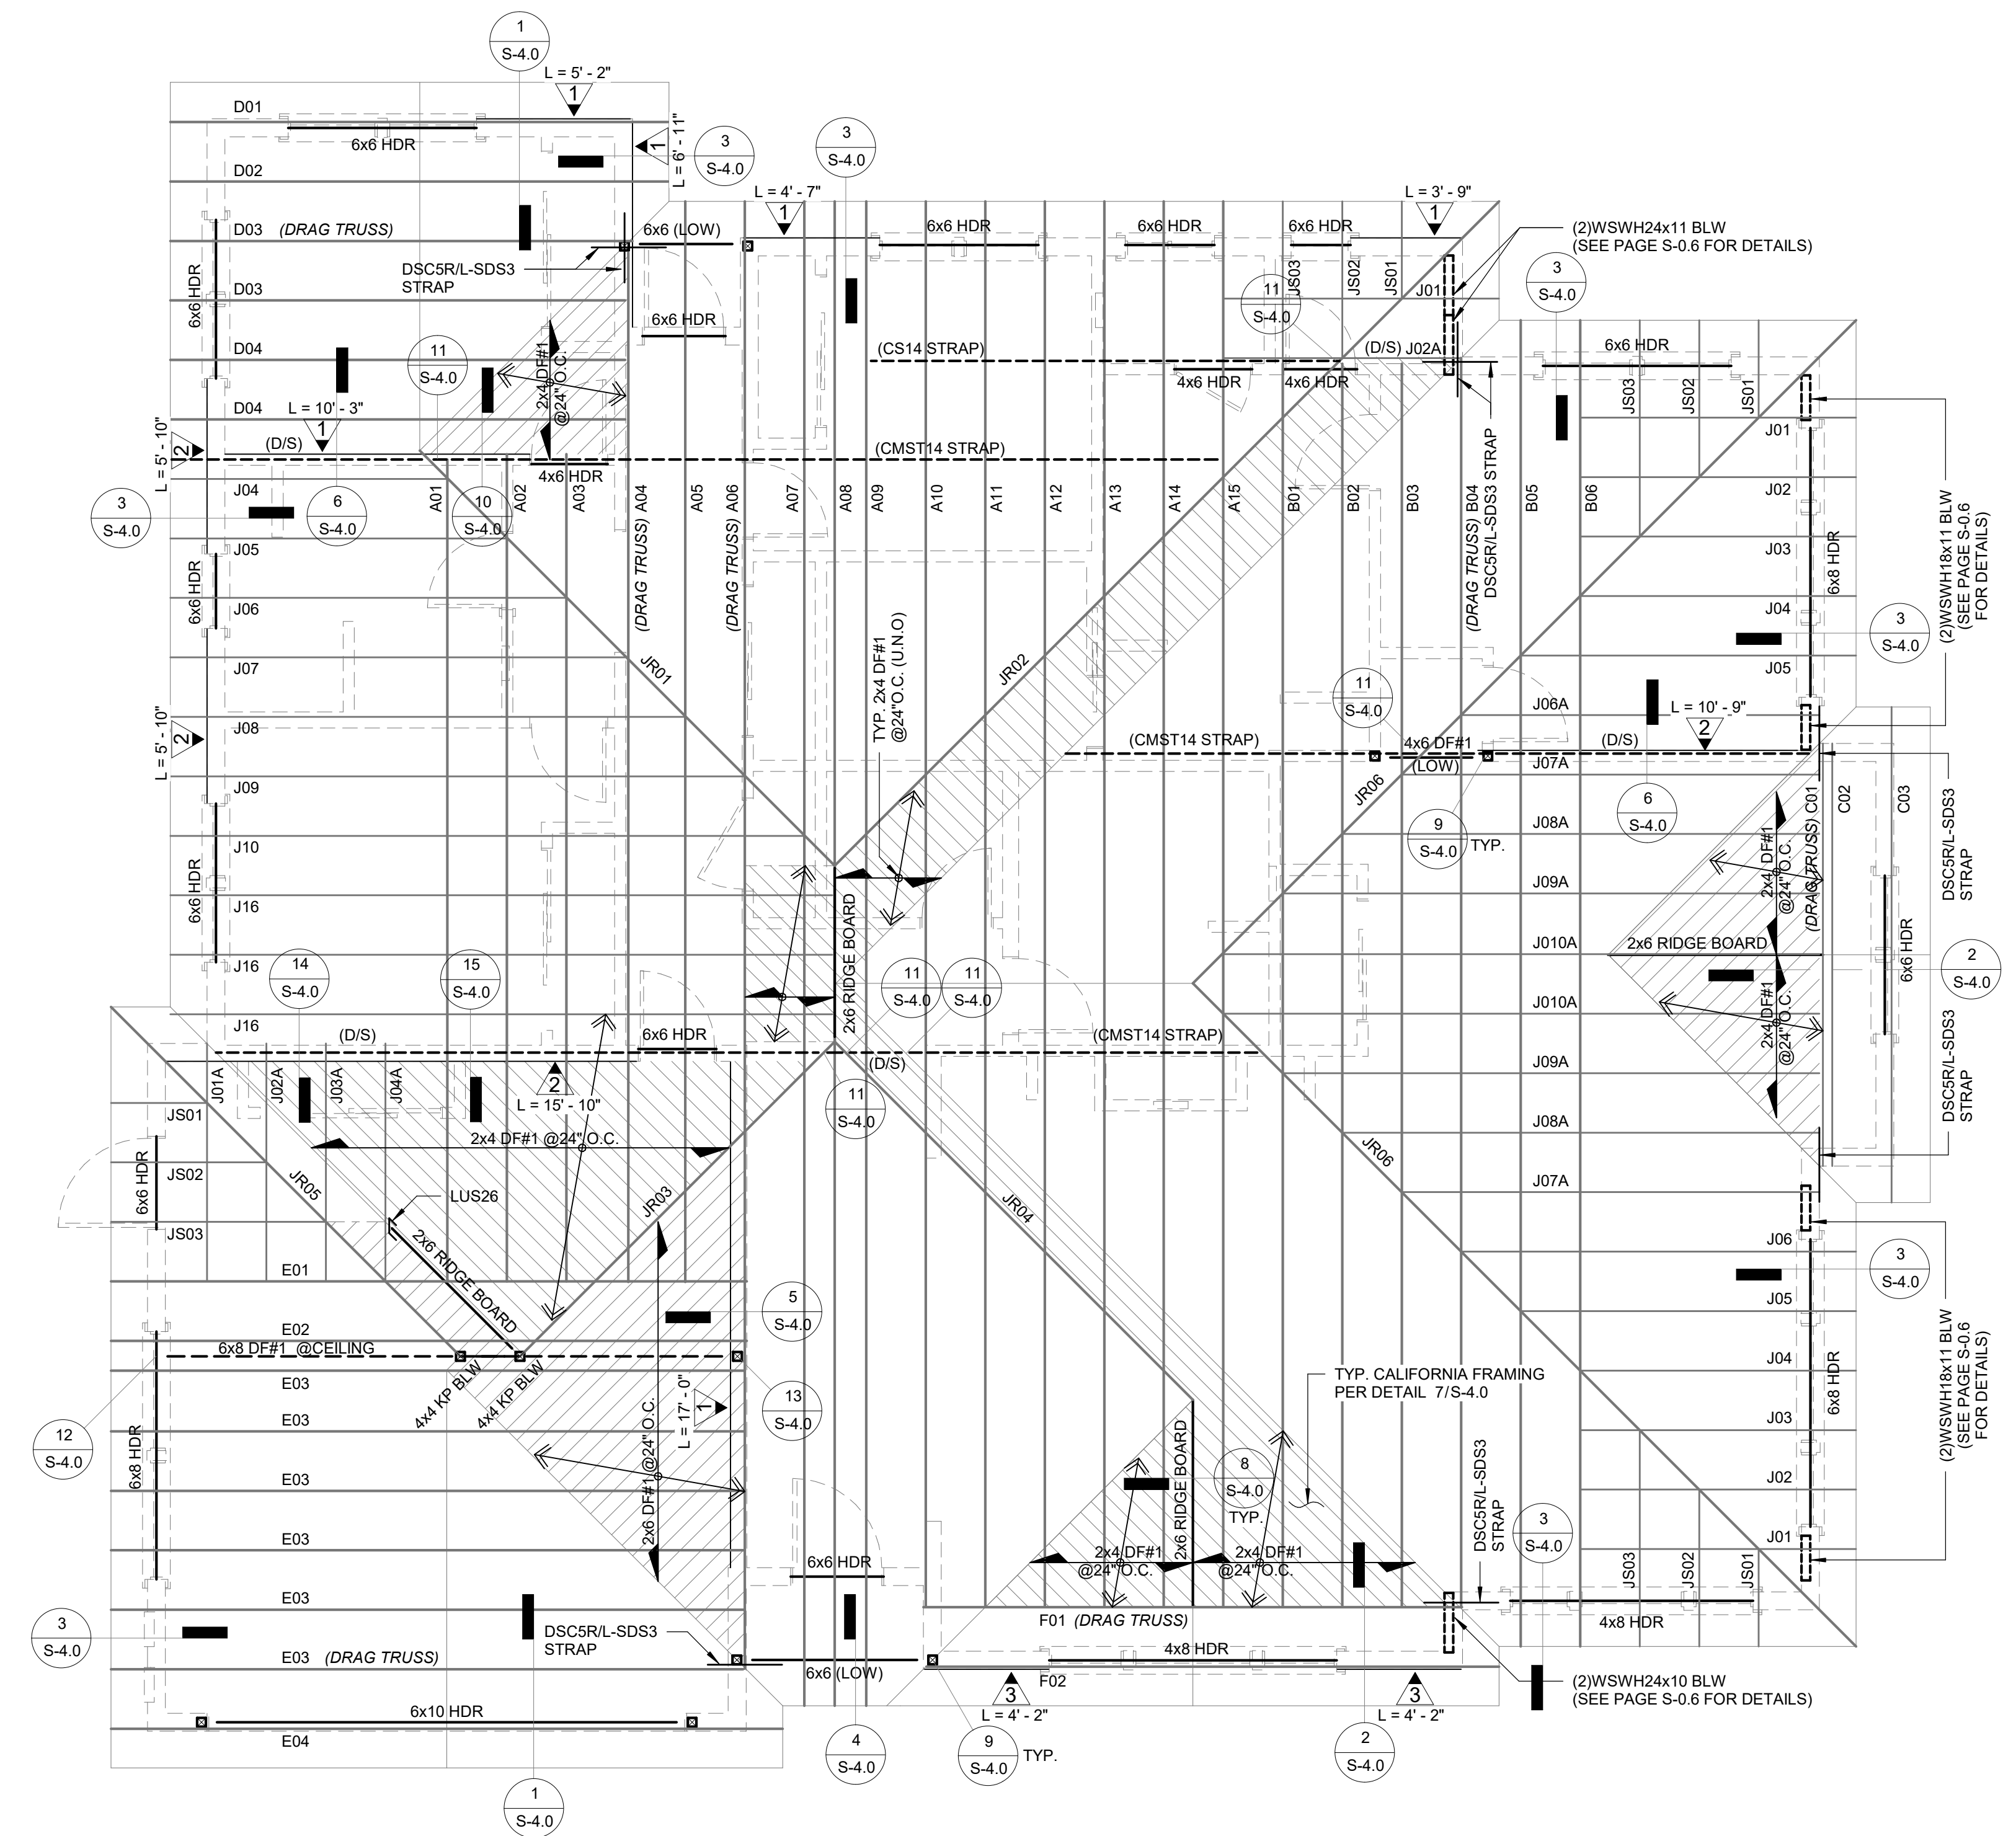 1
S-4.0
L = 5' - 2"
1
D01
6x6 HDR
1
L = 6' - 11"
3
S-4.0
3
S-4.0
D02
L = 4' - 7"
1
L = 3' - 9"
1
D03 (DRAG TRUSS)
6x6 (LOW)
6x6 HDR
6x6 HDR
6x6 HDR
(2)WSWH24x11 BLW
(SEE PAGE S-0.6 FOR DETAILS)
DSC5R/L-SDS3
STRAP
6x6 HDR
D03
6x6 HDR
11
S-4.0
JS03
JS02
JS01
J01
3
S-4.0
D04
11
S-4.0
2x4 DF#1
@24"O.C.
(CS14 STRAP)
(D/S)
J02A
4x6 HDR
4x6 HDR
6x6 HDR
JS03
JS02
JS01
J01
D04
L = 10' - 3"
1
(D/S)
L = 5' - 10"
2
4x6 HDR
(CMST14 STRAP)
DSC5R/L-SDS3 STRAP
3
S-4.0
J04
6
S-4.0
10
S-4.0
A01
A02
A03
(DRAG TRUSS) A04
A05
(DRAG TRUSS) A06
A07
A08
A09
A10
A11
A12
A13
A14
A15
B01
B02
B03
(DRAG TRUSS) B04
B05
B06
J02
J03
J04
J05
6x8 HDR
(2)WSWH18x11 BLW
(SEE PAGE S-0.6
FOR DETAILS)
3
S-4.0
J05
6x6 HDR
J06
J07
JR01
JR02
TYP. 2x4 DF#1
@24"O.C. (U.N.O)
11
S-4.0
J06A
L = 10' - 9"
2
L = 5' - 10"
2
J08
(CMST14 STRAP)
4x6 DF#1
(LOW)
(D/S)
J07A
JR06
J09
6
S-4.0
9
S-4.0
TYP.
J08A
(DRAG TRUSS) C01
C02
C03
DSC5R/L-SDS3
STRAP
J10
6x6 HDR
2x4 DF#1
@24" O.C.
J09A
J16
2x6 RIDGE BOARD
J010A
2x6 RIDGE BOARD
6x6 HDR
2
S-4.0
J16
14
S-4.0
15
S-4.0
11
S-4.0
11
S-4.0
J010A
2x4 DF#1
@24" O.C.
J16
(D/S)
6x6 HDR
(D/S)
(CMST14 STRAP)
DSC5R/L-SDS3
STRAP
J01A
J02A
J03A
J04A
2
L = 15' - 10"
11
S-4.0
J09A
JS01
2x4 DF#1 @24" O.C.
J08A
JS02
6x6 HDR
JR05
LUS26
JR03
JR04
JR06
J07A
JS03
2x6 RIDGE BOARD
J06
3
S-4.0
E01
5
S-4.0
J05
E02
6x8 DF#1 @CEILING
E03
4x4 KP BLW
4x4 KP BLW
13
S-4.0
TYP. CALIFORNIA FRAMING
PER DETAIL 7/S-4.0
J04
6x8 HDR
(2)WSWH18x11 BLW
(SEE PAGE S-0.6
FOR DETAILS)
12
S-4.0
6x8 HDR
E03
L = 17' - 0"
1
2x6 DF#1 @24" O.C.
2x6 RIDGE BOARD
8
S-4.0
TYP.
J03
E03
DSC5R/L-SDS3
STRAP
J02
3
S-4.0
E03
6x6 HDR
2x4 DF#1
@24" O.C.
2x4 DF#1
@24" O.C.
J01
JS03
JS02
JS01
E03
3
S-4.0
DSC5R/L-SDS3
STRAP
F01 (DRAG TRUSS)
4x8 HDR
4x8 HDR
E03 (DRAG TRUSS)
6x6 (LOW)
F02
(2)WSWH24x10 BLW
(SEE PAGE S-0.6 FOR DETAILS)
3
L = 4' - 2"
3
L = 4' - 2"
6x10 HDR
E04
4
S-4.0
9
S-4.0
TYP.
2
S-4.0
1
S-4.0